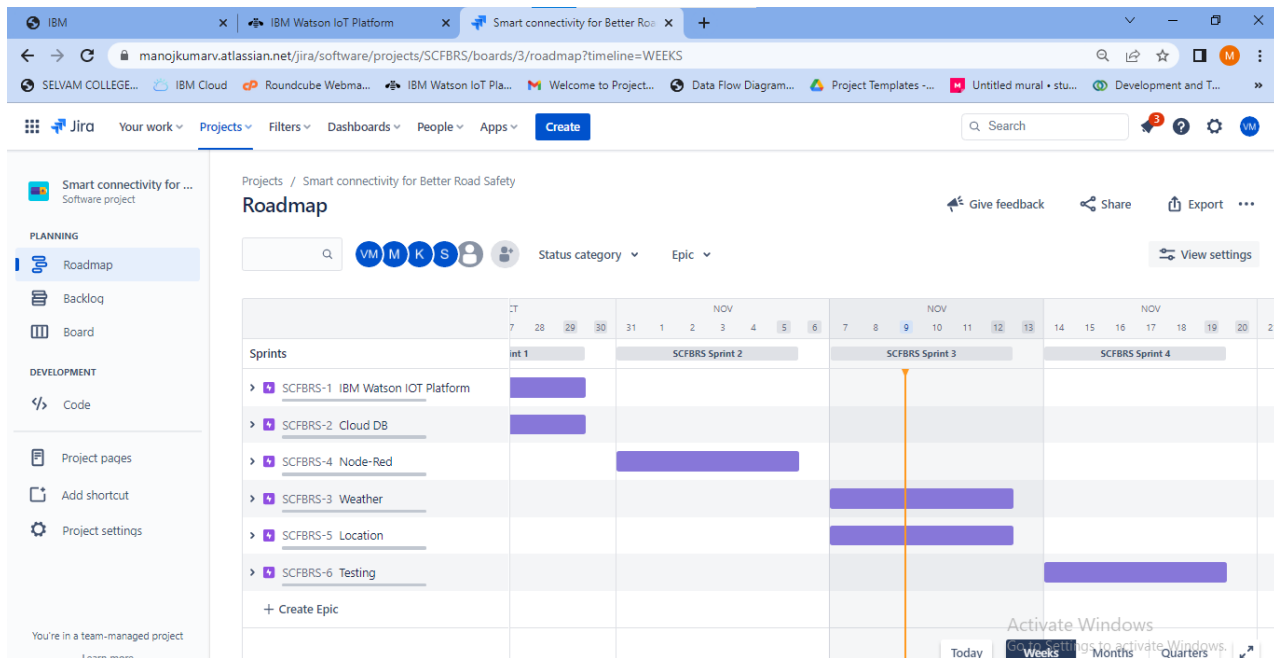 IBM
IBM Watson IoT Platform
Smart connectivity for Better Roa
manojkumarv.atlassian.net/jira/software/projects/SCFBRS/boards/3/roadmap?timeline=WEEKS
M
SELVAM COLLEGE... IBM Cloud Roundcube Webma... IBM Watson IoT Pla... Welcome to Project... Data Flow Diagram... Project Templates -... Untitled mural • stu... Development and T... »
Jira Your work Projects Filters Dashboards People Apps Create Search 3 VM
Smart connectivity for ...
Software project
PLANNING
Roadmap
Backlog
Board
DEVELOPMENT
Code
Project pages
Add shortcut
Project settings
You're in a team-managed project
Learn more
Projects / Smart connectivity for Better Road Safety
Roadmap
Give feedback Share Export
VM M K S Status category Epic View settings
CT NOV NOV NOV
7 28 29 30 31 1 2 3 4 5 6 7 8 9 10 11 12 13 14 15 16 17 18 19 20 2
Sprints int 1 SCFBRS Sprint 2 SCFBRS Sprint 3 SCFBRS Sprint 4
SCFBRS-1 IBM Watson IOT Platform
SCFBRS-2 Cloud DB
SCFBRS-4 Node-Red
SCFBRS-3 Weather
SCFBRS-5 Location
SCFBRS-6 Testing
+ Create Epic
Activate Windows
Go to Settings to activate Windows.
Today Weeks Months Quarters